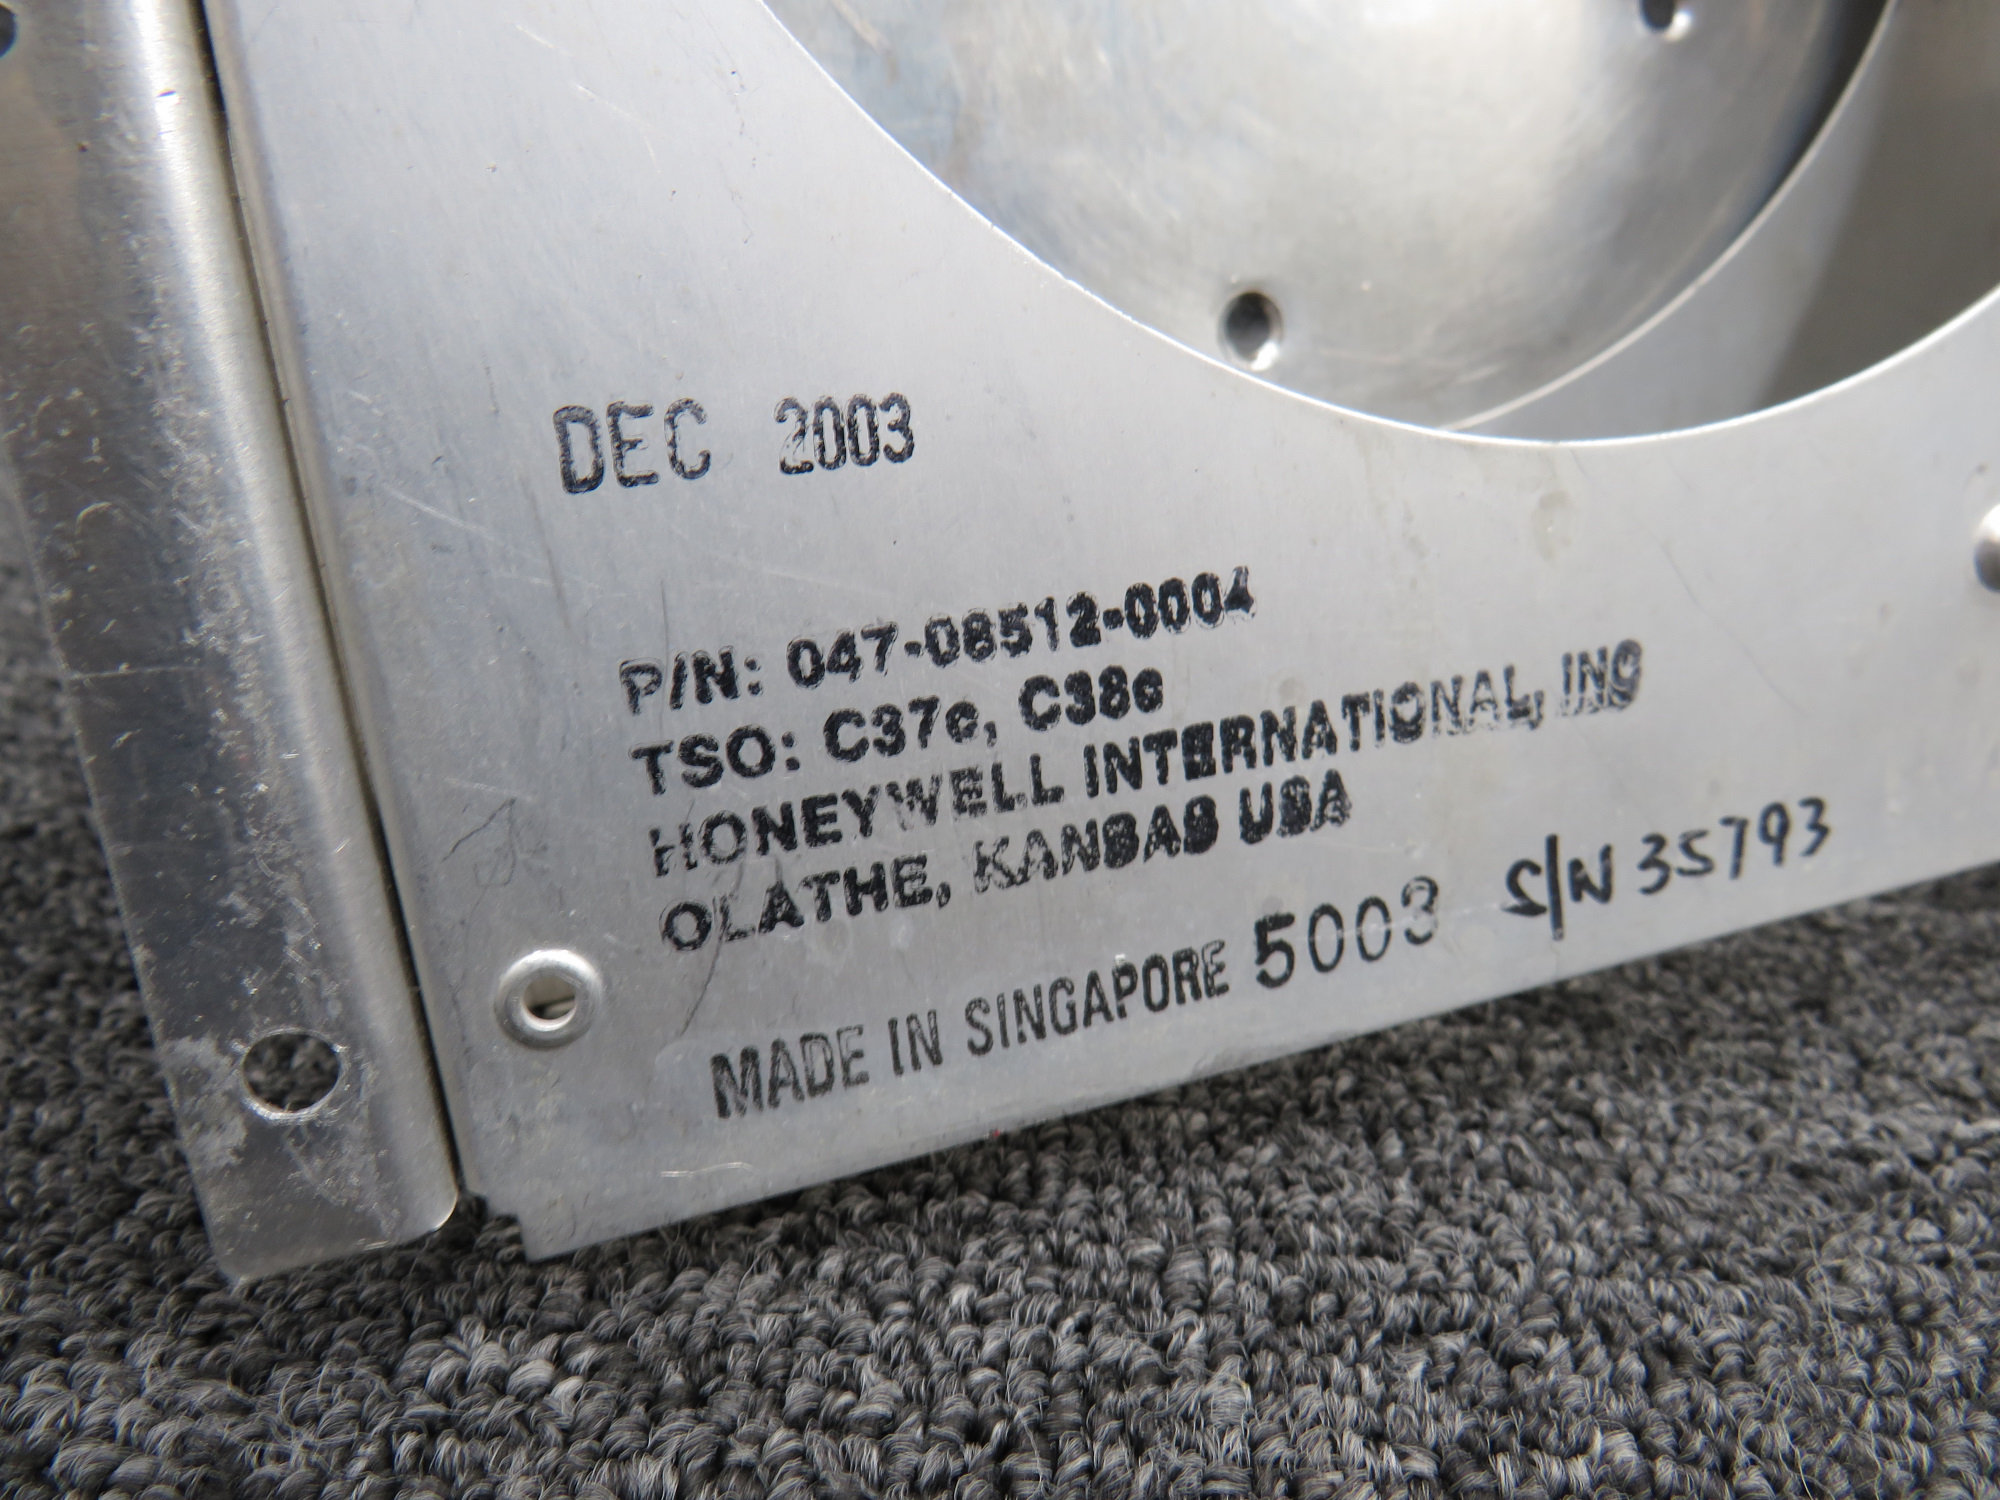 DEC 2003
P/N: 047-08512-0004
TSO: C37c, C38c
HONEYWELL INTERNATIONAL, INC
OLATHE, KANSAS USA
MADE IN SINGAPORE 5003 S/N 35793